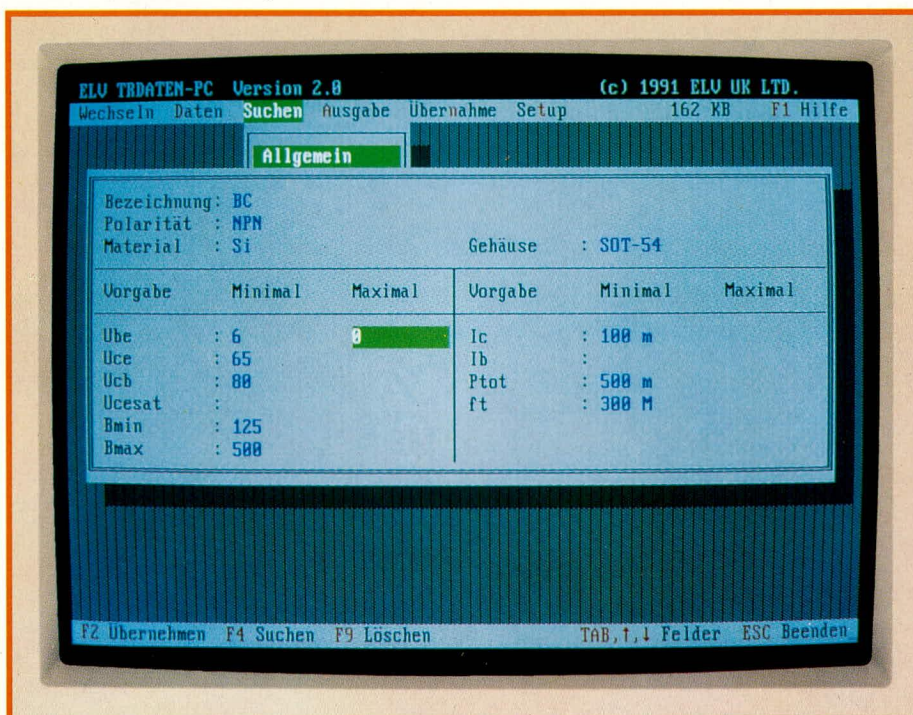 ELV TRDATEN-PC Version 2.0 (c) 1991 ELV UK LTD.
Wechseln Daten Suchen Ausgabe Übernahme Setup 162 KB F1 Hilfe
Allgemein
Bezeichnung: BC
Polarität : NPN
Material : Si Gehäuse : SOT-54
Vorgabe Minimal Maximal Vorgabe Minimal Maximal
Ube : 6 0 Ic : 100 m
Uce : 65 Ib :
Ucb : 80 Ptot : 500 m
Ucesat : ft : 300 M
Bmin : 125
Bmax : 500
F2 Übernehmen F4 Suchen F9 Löschen TAB,↑,↓ Felder ESC Beenden